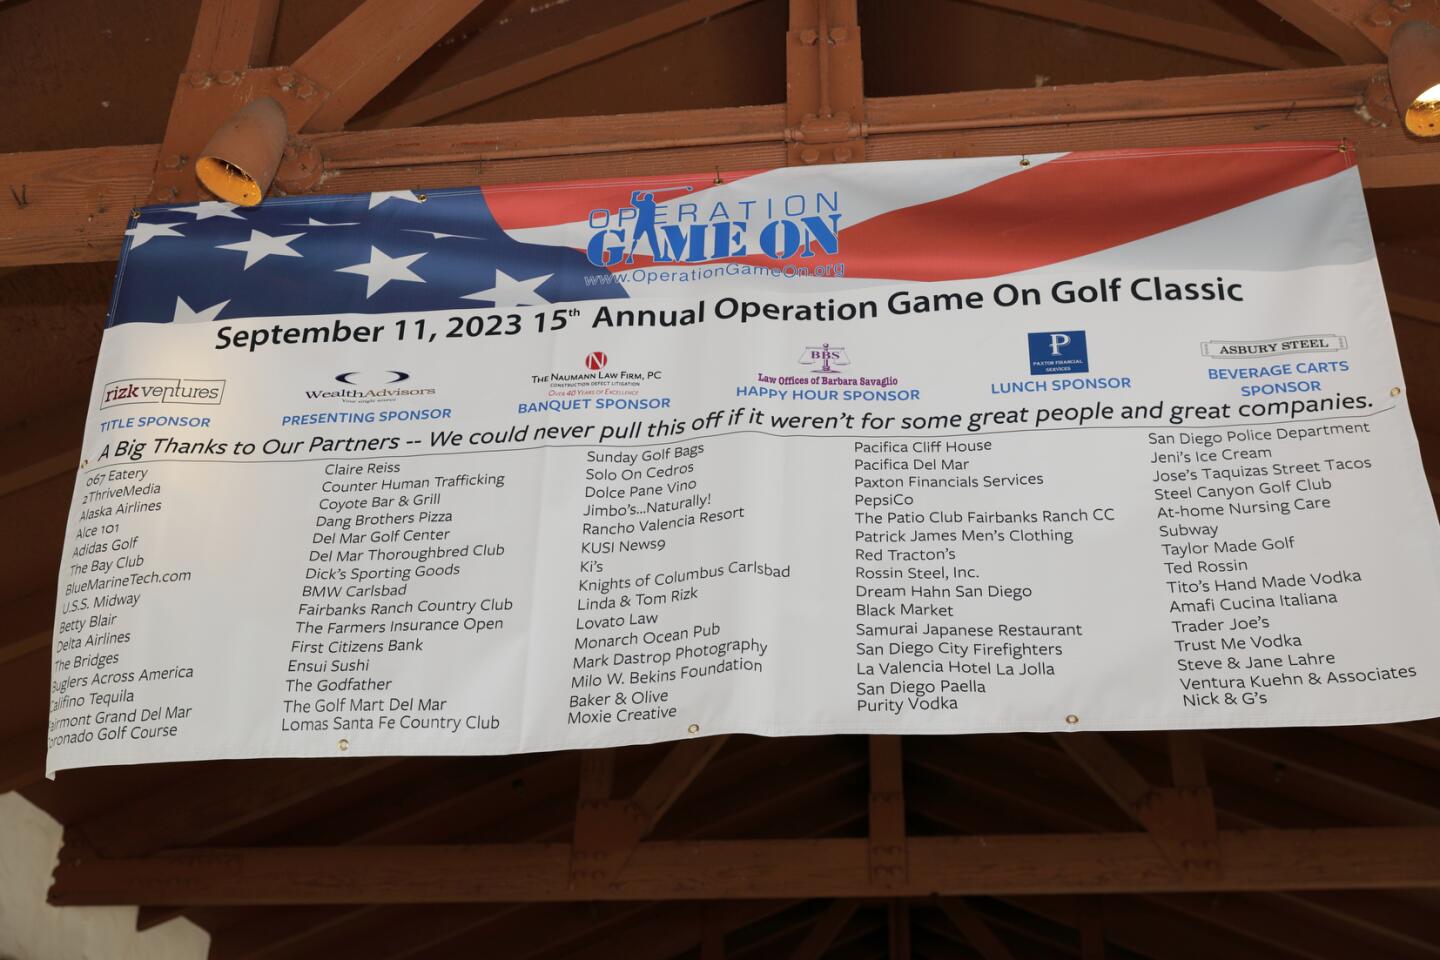 OPERATION
GAME ON
www.OperationGameOn.org
September 11, 2023 15th Annual Operation Game On Golf Classic
rizk ventures
TITLE SPONSOR
WealthAdvisors
Your single source
PRESENTING SPONSOR
N
THE NAUMANN LAW FIRM, PC
CONSTRUCTION DEFECT LITIGATION
OVER 40 YEARS OF EXCELLENCE
BANQUET SPONSOR
BBS
Law Offices of Barbara Savaglio
HAPPY HOUR SPONSOR
P
PAXTON FINANCIAL
SERVICES
LUNCH SPONSOR
ASBURY STEEL
BEVERAGE CARTS
SPONSOR
A Big Thanks to Our Partners -- We could never pull this off if it weren't for some great people and great companies.
067 Eatery
2ThriveMedia
Alaska Airlines
Alce 101
Adidas Golf
The Bay Club
BlueMarineTech.com
U.S.S. Midway
Betty Blair
Delta Airlines
The Bridges
Buglers Across America
Califino Tequila
Fairmont Grand Del Mar
Coronado Golf Course
Claire Reiss
Counter Human Trafficking
Coyote Bar & Grill
Dang Brothers Pizza
Del Mar Golf Center
Del Mar Thoroughbred Club
Dick's Sporting Goods
BMW Carlsbad
Fairbanks Ranch Country Club
The Farmers Insurance Open
First Citizens Bank
Ensui Sushi
The Godfather
The Golf Mart Del Mar
Lomas Santa Fe Country Club
Sunday Golf Bags
Solo On Cedros
Dolce Pane Vino
Jimbo's...Naturally!
Rancho Valencia Resort
KUSI News9
Ki's
Knights of Columbus Carlsbad
Linda & Tom Rizk
Lovato Law
Monarch Ocean Pub
Mark Dastrop Photography
Milo W. Bekins Foundation
Baker & Olive
Moxie Creative
Pacifica Cliff House
Pacifica Del Mar
Paxton Financials Services
PepsiCo
The Patio Club Fairbanks Ranch CC
Patrick James Men's Clothing
Red Tracton's
Rossin Steel, Inc.
Dream Hahn San Diego
Black Market
Samurai Japanese Restaurant
San Diego City Firefighters
La Valencia Hotel La Jolla
San Diego Paella
Purity Vodka
San Diego Police Department
Jeni's Ice Cream
Jose's Taquizas Street Tacos
Steel Canyon Golf Club
At-home Nursing Care
Subway
Taylor Made Golf
Ted Rossin
Tito's Hand Made Vodka
Amafi Cucina Italiana
Trader Joe's
Trust Me Vodka
Steve & Jane Lahre
Ventura Kuehn & Associates
Nick & G's